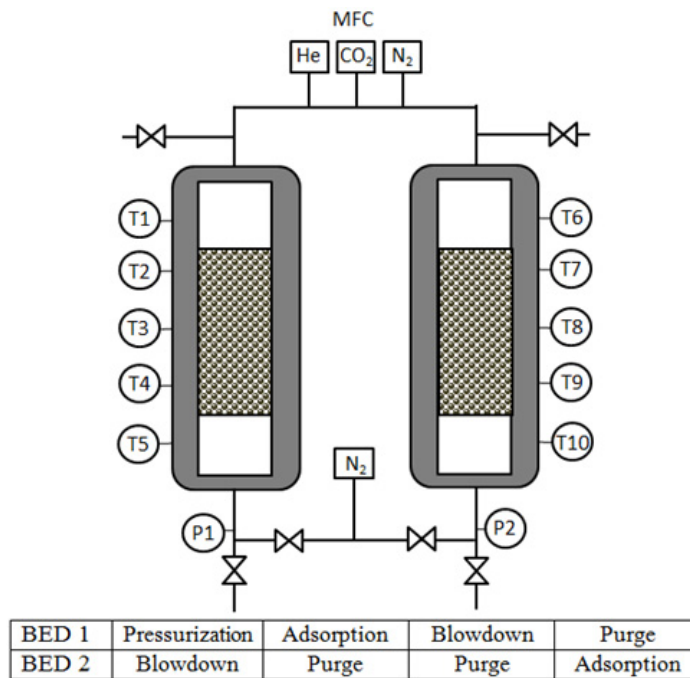 MFC
He CO₂ N₂
T1 T6
T2 T7
T3 T8
T4 T9
T5 T10
N₂
P1 P2
BED 1 Pressurization Adsorption Blowdown Purge
BED 2 Blowdown Purge Purge Adsorption